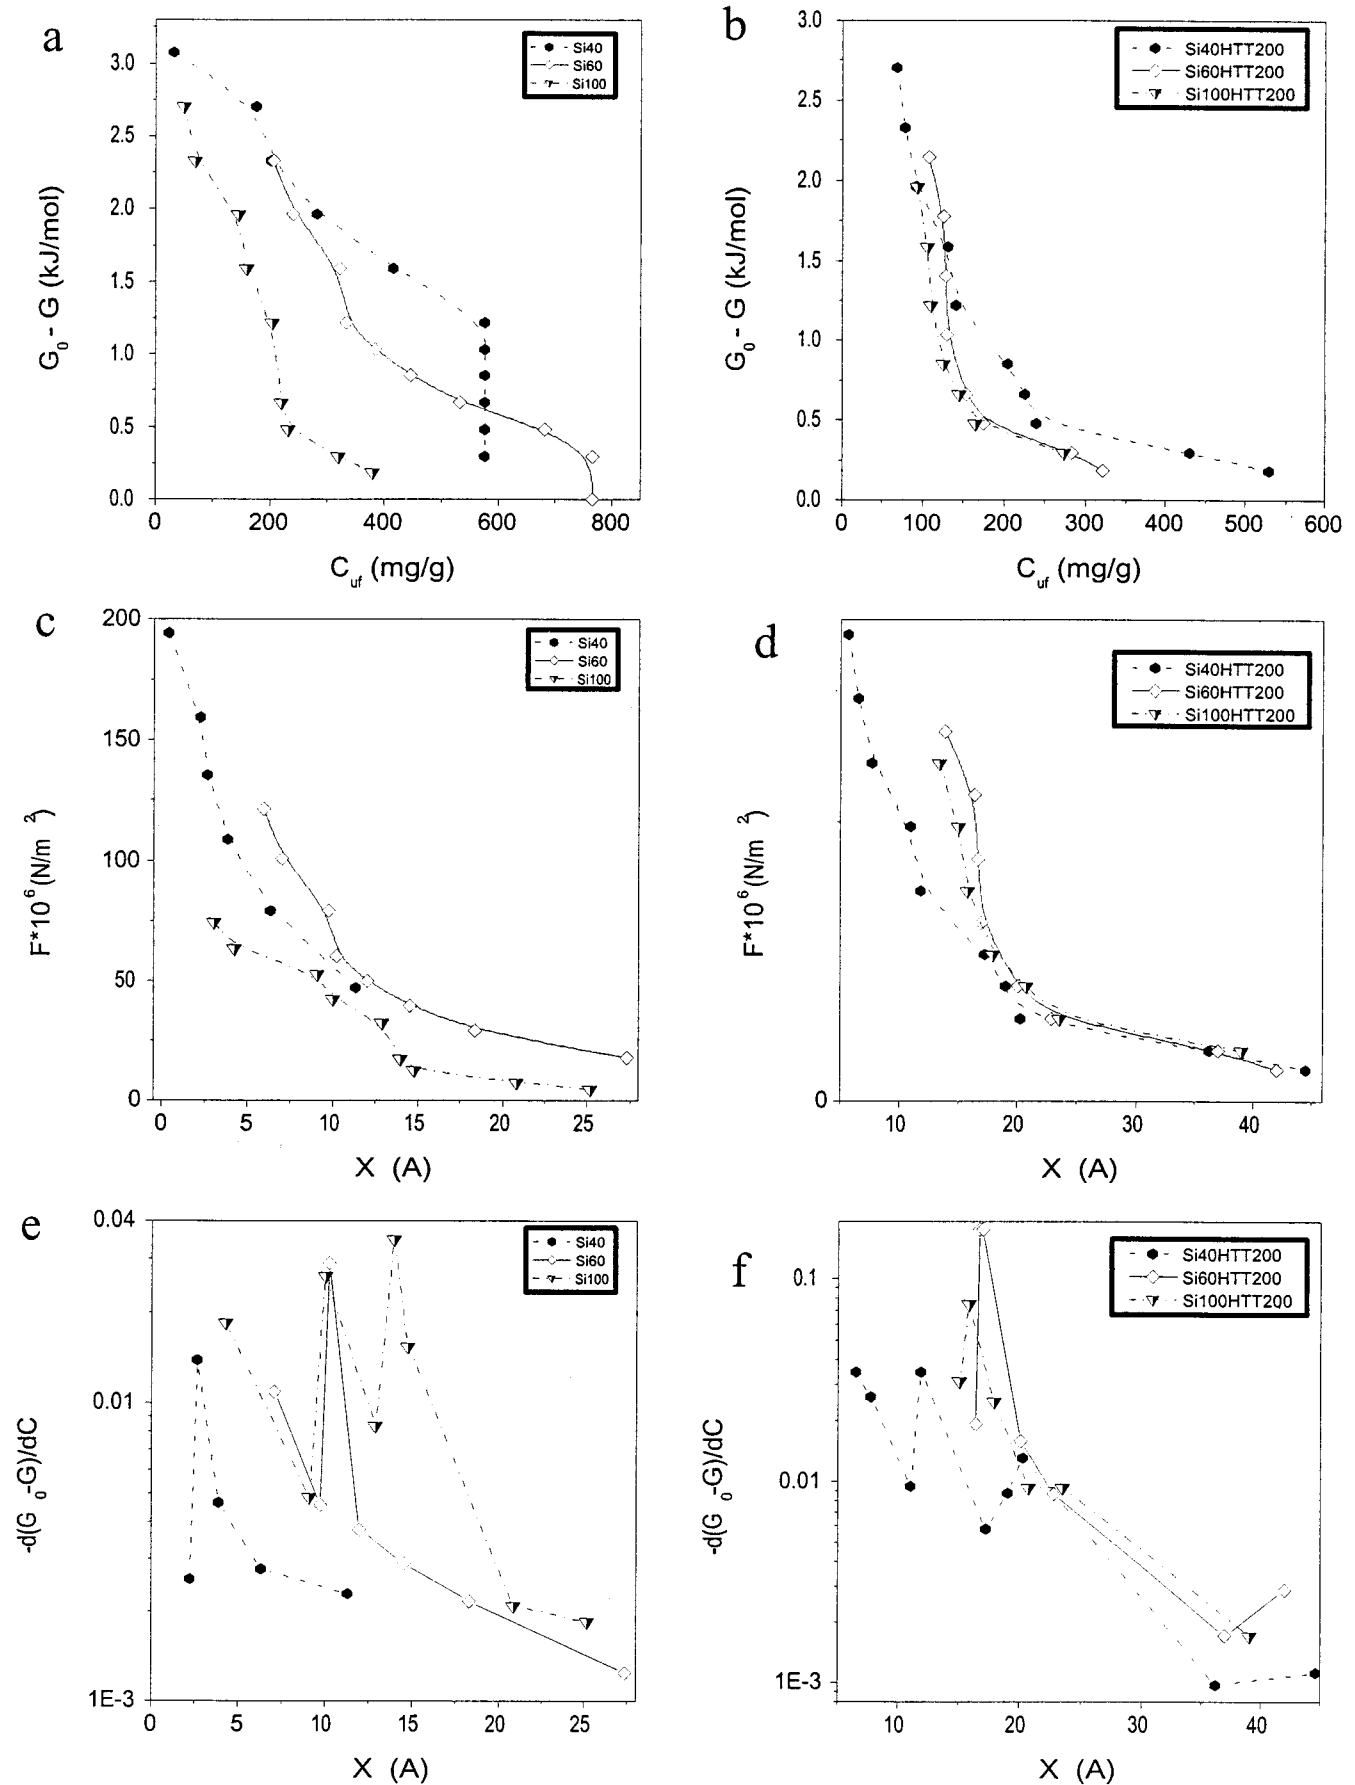 a
Si40
Si60
Si100
3.0
2.5
2.0
1.5
1.0
0.5
0.0
G0 - G (kJ/mol)
0 200 400 600 800
Cuf (mg/g)
b
Si40HTT200
Si60HTT200
Si100HTT200
3.0
2.5
2.0
1.5
1.0
0.5
0.0
G0 - G (kJ/mol)
0 100 200 300 400 500 600
Cuf (mg/g)
c
Si40
Si60
Si100
200
150
100
50
0
F*10^6 (N/m^2)
0 5 10 15 20 25
X (A)
d
Si40HTT200
Si60HTT200
Si100HTT200
0
F*10^6 (N/m^2)
10 20 30 40
X (A)
e
Si40
Si60
Si100
0.04
0.01
1E-3
-d(G0-G)/dC
0 5 10 15 20 25
X (A)
f
Si40HTT200
Si60HTT200
Si100HTT200
0.1
0.01
1E-3
-d(G0-G)/dC
10 20 30 40
X (A)